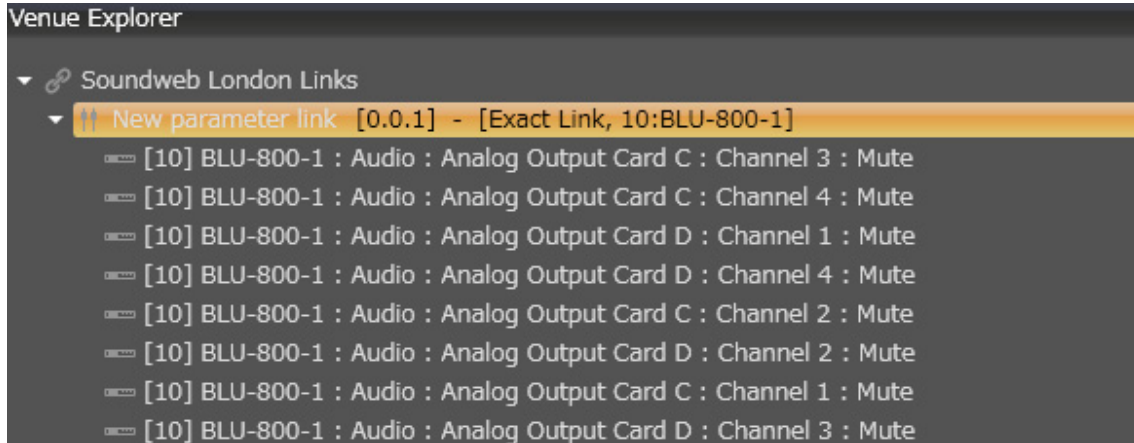 Venue Explorer
Soundweb London Links
New parameter link [0.0.1] - [Exact Link, 10:BLU-800-1]
[10] BLU-800-1 : Audio : Analog Output Card C : Channel 3 : Mute
[10] BLU-800-1 : Audio : Analog Output Card C : Channel 4 : Mute
[10] BLU-800-1 : Audio : Analog Output Card D : Channel 1 : Mute
[10] BLU-800-1 : Audio : Analog Output Card D : Channel 4 : Mute
[10] BLU-800-1 : Audio : Analog Output Card C : Channel 2 : Mute
[10] BLU-800-1 : Audio : Analog Output Card D : Channel 2 : Mute
[10] BLU-800-1 : Audio : Analog Output Card C : Channel 1 : Mute
[10] BLU-800-1 : Audio : Analog Output Card D : Channel 3 : Mute